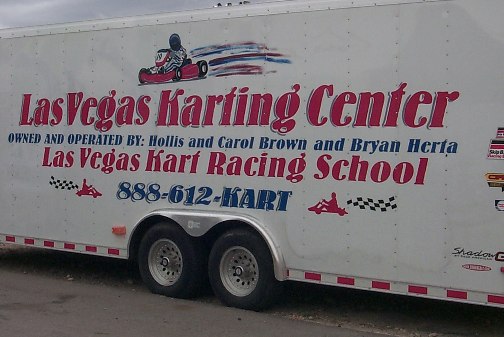 Las Vegas Karting Center
OWNED AND OPERATED BY: Hollis and Carol Brown and Bryan Herta
Las Vegas Kart Racing School
888-612-KART
Shadow